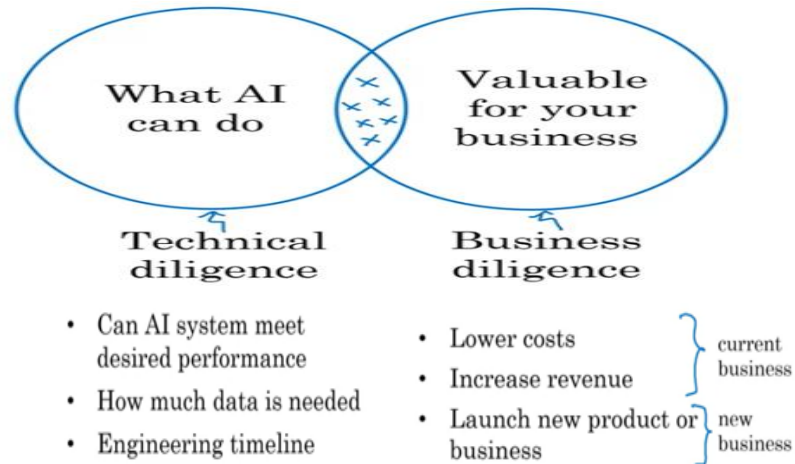 What AI
can do
Valuable
for your
business
Technical
diligence
Business
diligence
• Can AI system meet
desired performance
• How much data is needed
• Engineering timeline
• Lower costs
• Increase revenue
current
business
• Launch new product or
business
new
business